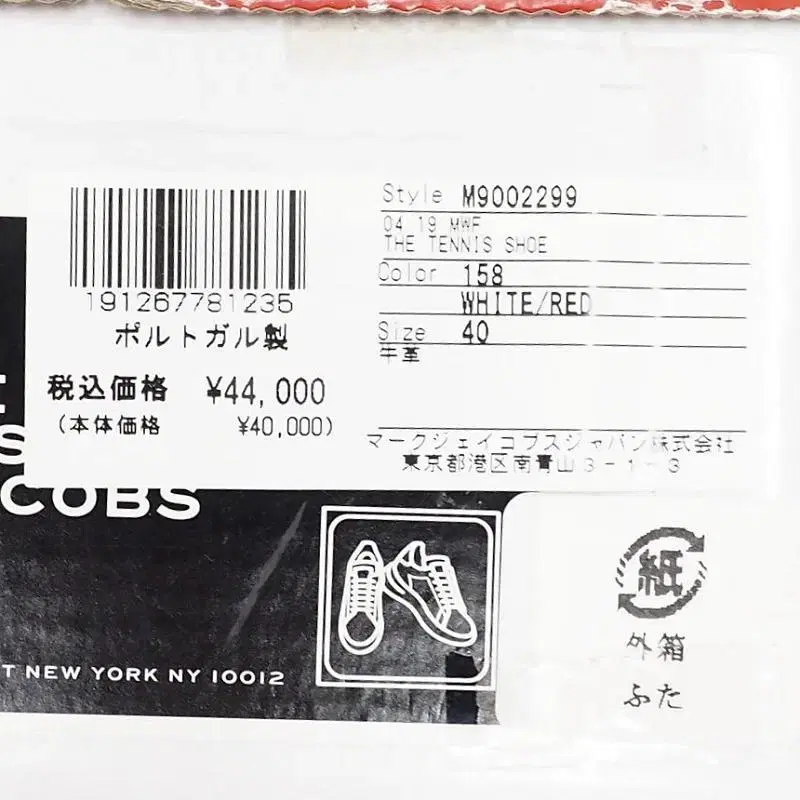 191267781235
ポルトガル製
税込価格 ¥44,000
(本体価格 ¥40,000)
Style M9002299
04 19 MWF
THE TENNIS SHOE
Color 158
WHITE/RED
Size 40
牛革
マークジェイコブスジャパン株式会社
東京都港区南青山3-1-3
S
COBS
T NEW YORK NY 10012
紙
外箱
ふた